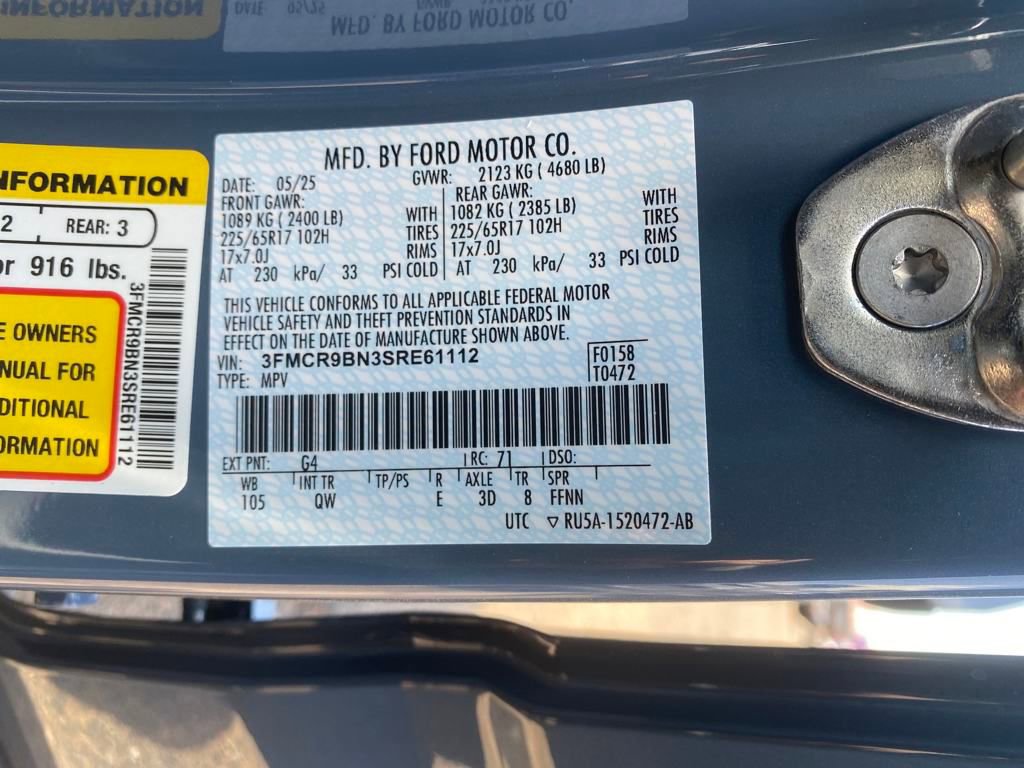 INFORMATION
DATE: 05/25
MFD. BY FORD MOTOR CO.
NFORMATION
2 REAR: 3
or 916 lbs.
E OWNERS
NUAL FOR
DITIONAL
ORMATION
3FMCR9BN3SRE61112
MFD. BY FORD MOTOR CO.
DATE: 05/25 GVWR: 2123 KG ( 4680 LB)
FRONT GAWR: REAR GAWR:
1089 KG ( 2400 LB) WITH 1082 KG ( 2385 LB) WITH
225/65R17 102H TIRES 225/65R17 102H TIRES
17x7.0J RIMS 17x7.0J RIMS
AT 230 kPa/ 33 PSI COLD AT 230 kPa/ 33 PSI COLD
THIS VEHICLE CONFORMS TO ALL APPLICABLE FEDERAL MOTOR
VEHICLE SAFETY AND THEFT PREVENTION STANDARDS IN
EFFECT ON THE DATE OF MANUFACTURE SHOWN ABOVE.
VIN: 3FMCR9BN3SRE61112 F0158
TYPE: MPV T0472
EXT PNT: G4 RC: 71 DSO:
WB INT TR TP/PS R AXLE TR SPR
105 QW E 3D 8 FFNN
UTC ▽ RU5A-1520472-AB